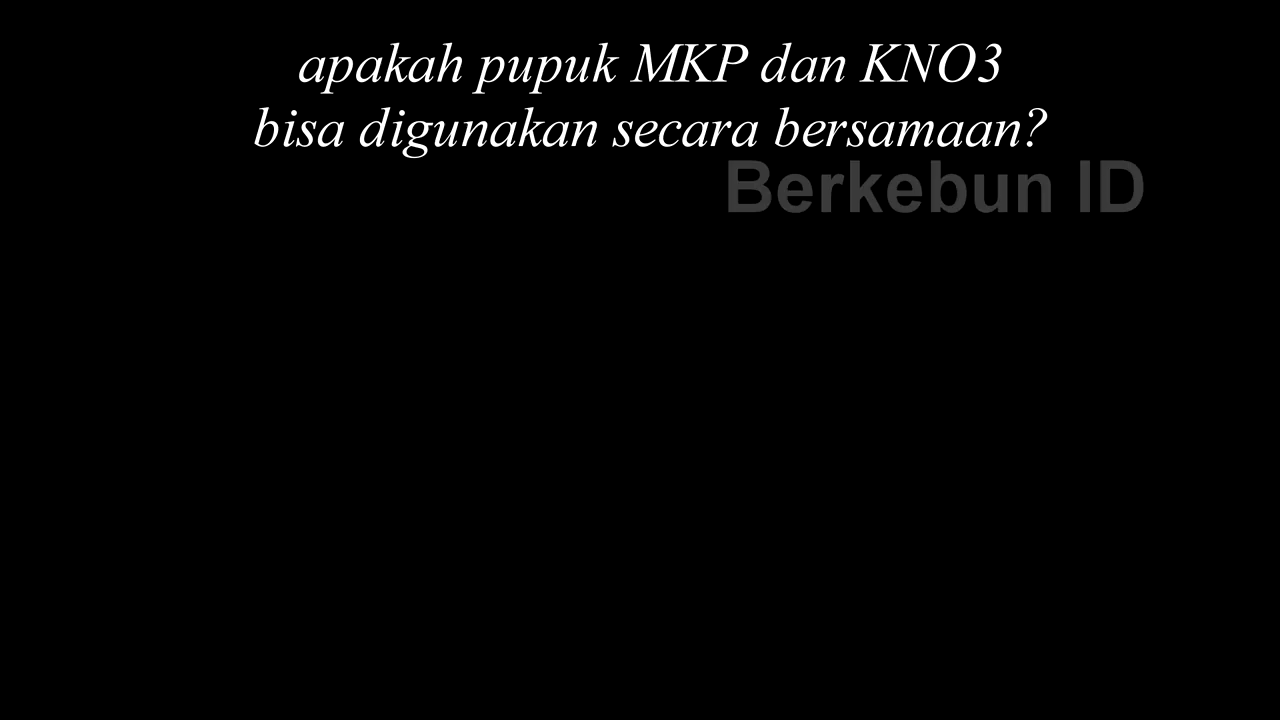 apakah pupuk MKP dan KNO3
bisa digunakan secara bersamaan?
Berkebun ID